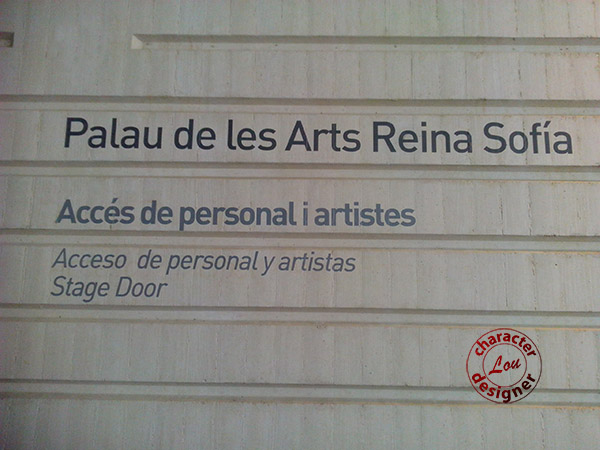 Palau de les Arts Reina Sofía
Accés de personal i artistes
Acceso de personal y artistas
Stage Door
character
Lou
designer